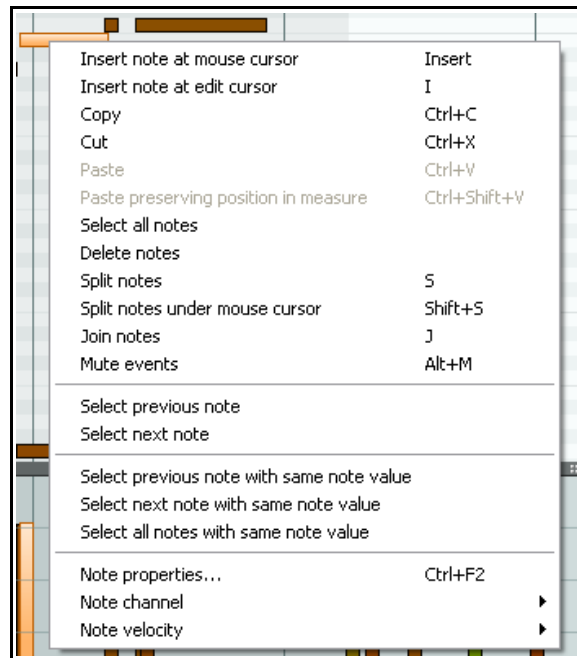 Insert note at mouse cursor Insert
Insert note at edit cursor I
Copy Ctrl+C
Cut Ctrl+X
Paste Ctrl+V
Paste preserving position in measure Ctrl+Shift+V
Select all notes
Delete notes
Split notes S
Split notes under mouse cursor Shift+S
Join notes J
Mute events Alt+M
Select previous note
Select next note
Select previous note with same note value
Select next note with same note value
Select all notes with same note value
Note properties... Ctrl+F2
Note channel
Note velocity